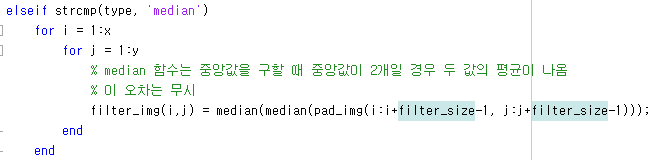 elseif strcmp(type, 'median')
for i = 1:x
for j = 1:y
% median 함수는 중앙값을 구할 때 중앙값이 2개일 경우 두 값의 평균이 나옴
% 이 오차는 무시
filter_img(i,j) = median(median(pad_img(i:i+filter_size-1, j:j+filter_size-1)));
end
end